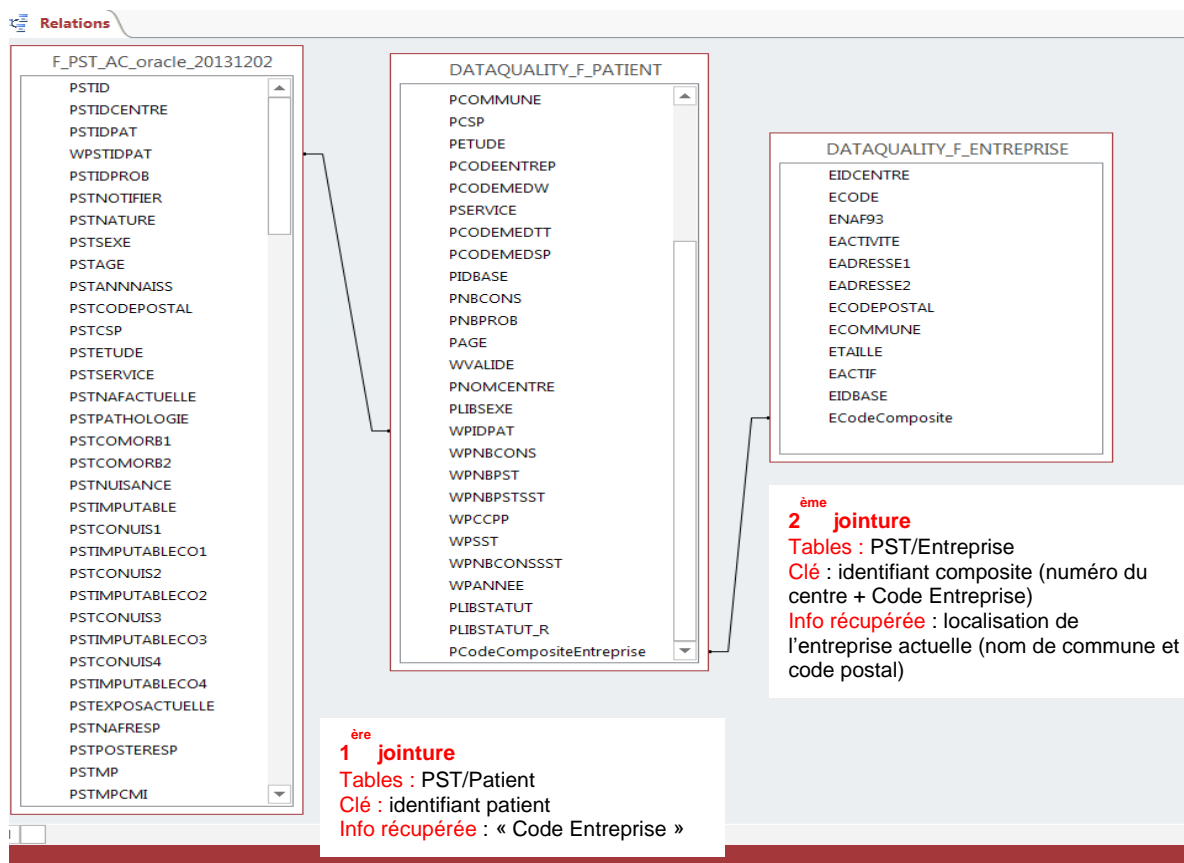 Relations
F_PST_AC_oracle_20131202
PSTID
PSTIDCENTRE
PSTIDPAT
WPSTIDPAT
PSTIDPROB
PSTNOTIFIER
PSTNATURE
PSTSEXE
PSTAGE
PSTANNNAISS
PSTCODEPOSTAL
PSTCSP
PSTETUDE
PSTSERVICE
PSTNAFACTUELLE
PSTPATHOLOGIE
PSTCOMORB1
PSTCOMORB2
PSTNUISANCE
PSTIMPUTABLE
PSTCONUIS1
PSTIMPUTABLECO1
PSTCONUIS2
PSTIMPUTABLECO2
PSTCONUIS3
PSTIMPUTABLECO3
PSTCONUIS4
PSTIMPUTABLECO4
PSTEXPOSACTUELLE
PSTNAFRESP
PSTPOSTERESP
PSTMP
PSTMPCMI
DATAQUALITY_F_PATIENT
PCOMMUNE
PCSP
PETUDE
PCODEENTREP
PCODEMEDW
PSERVICE
PCODEMEDTT
PCODEMEDSP
PIDBASE
PNBCONS
PNBPROB
PAGE
WVALIDE
PNOMCENTRE
PLIBSEXE
WPIDPAT
WPNBCONS
WPNBPST
WPNBPSTSST
WPCCPP
WPSST
WPNBCONSSST
WPANNEE
PLIBSTATUT
PLIBSTATUT_R
PCodeCompositeEntreprise
DATAQUALITY_F_ENTREPRISE
EIDCENTRE
ECODE
ENAF93
EACTIVITE
EADRESSE1
EADRESSE2
ECODEPOSTAL
ECOMMUNE
ETAILLE
EACTIF
EIDBASE
ECodeComposite
2ème jointure
Tables : PST/Entreprise
Clé : identifiant composite (numéro du
centre + Code Entreprise)
Info récupérée : localisation de
l'entreprise actuelle (nom de commune et
code postal)
1ère jointure
Tables : PST/Patient
Clé : identifiant patient
Info récupérée : « Code Entreprise »